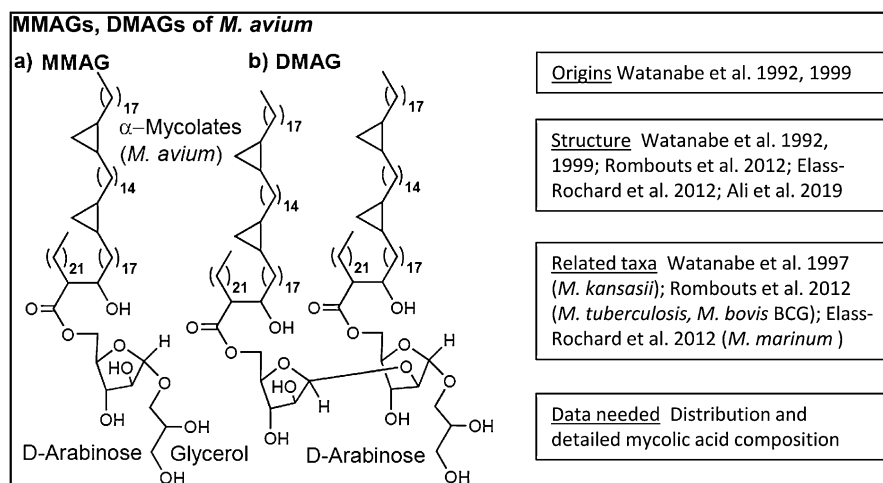 MMAGs, DMAGs of M. avium
a) MMAG
b) DMAG
17
α–Mycolates
(M. avium)
14
21
17
OH
O
O
O
H
HO
O
OH
OH
OH
D-Arabinose
Glycerol
17
14
21
17
OH
O
O
O
HO
H
OH
17
14
21
17
OH
O
O
O
H
O
O
OH
OH
OH
D-Arabinose
Origins Watanabe et al. 1992, 1999
Structure Watanabe et al. 1992,
1999; Rombouts et al. 2012; Elass-
Rochard et al. 2012; Ali et al. 2019
Related taxa Watanabe et al. 1997
(M. kansasii); Rombouts et al. 2012
(M. tuberculosis, M. bovis BCG); Elass-
Rochard et al. 2012 (M. marinum )
Data needed Distribution and
detailed mycolic acid composition